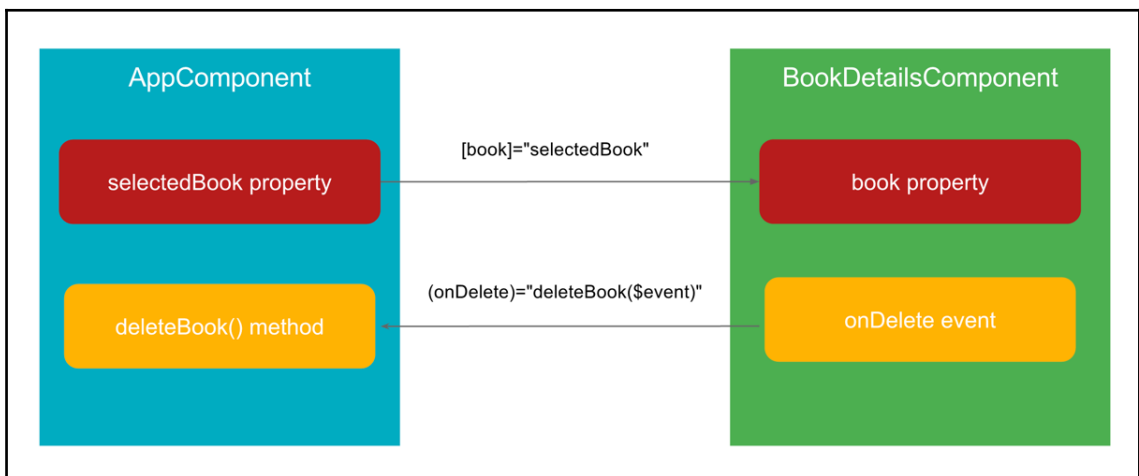 AppComponent
BookDetailsComponent
[book]="selectedBook"
selectedBook property
book property
(onDelete)="deleteBook($event)"
deleteBook() method
onDelete event